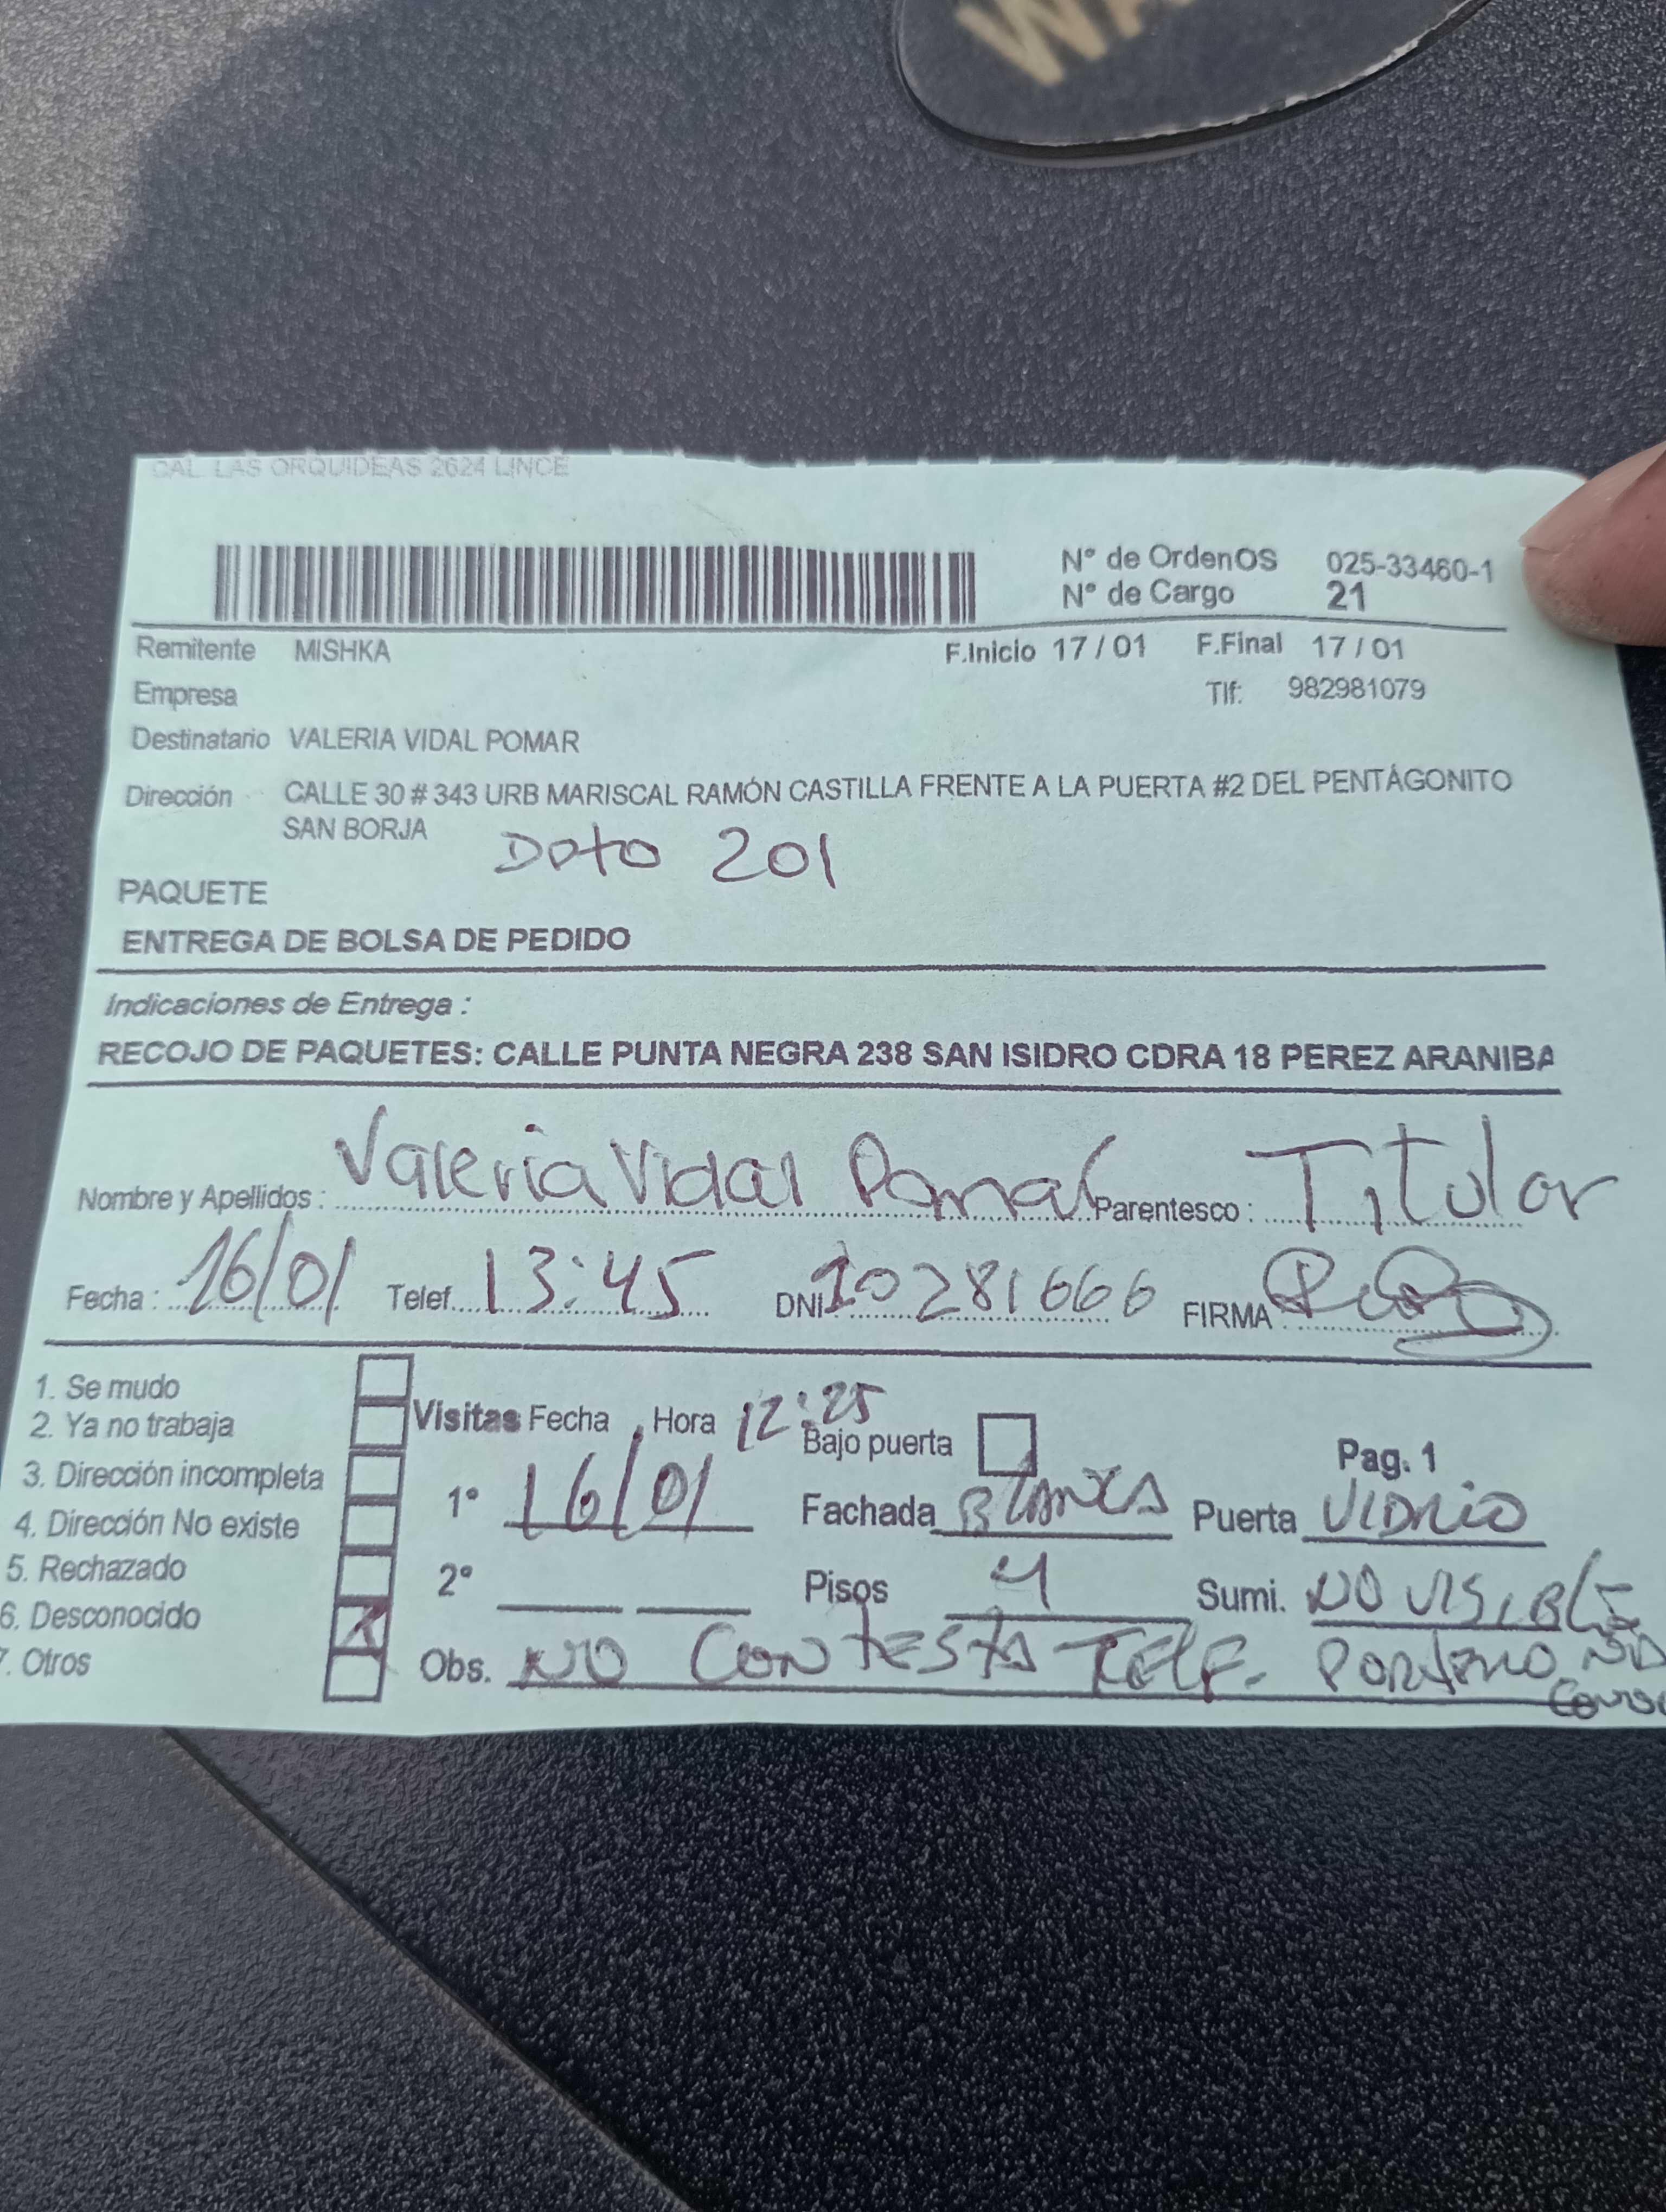 WA
CAL. LAS ORQUIDEAS 2624 LINCE
N° de OrdenOS 025-33460-1
N° de Cargo 21
Remitente MISHKA F.Inicio 17 / 01 F.Final 17 / 01
Empresa Tlf: 982981079
Destinatario VALERIA VIDAL POMAR
Dirección CALLE 30 # 343 URB MARISCAL RAMÓN CASTILLA FRENTE A LA PUERTA #2 DEL PENTÁGONITO
SAN BORJA Dpto 201
PAQUETE
ENTREGA DE BOLSA DE PEDIDO
Indicaciones de Entrega :
RECOJO DE PAQUETES: CALLE PUNTA NEGRA 238 SAN ISIDRO CDRA 18 PEREZ ARANIBA
Nombre y Apellidos : Valeria Vidal Pomar Parentesco : Titular
Fecha : 16/01 Telef. 13:45 DNI 10281666 FIRMA
1. Se mudo
2. Ya no trabaja
3. Dirección incompleta
4. Dirección No existe
5. Rechazado
6. Desconocido X
7. Otros
Visitas Fecha Hora 12:25 Bajo puerta Pag. 1
1° 16/01 Fachada BLANCA Puerta VIDRIO
2° Pisos 4 Sumi. NO VISIBLE
Obs. NO CONTESTA TELF. PORTERO NO